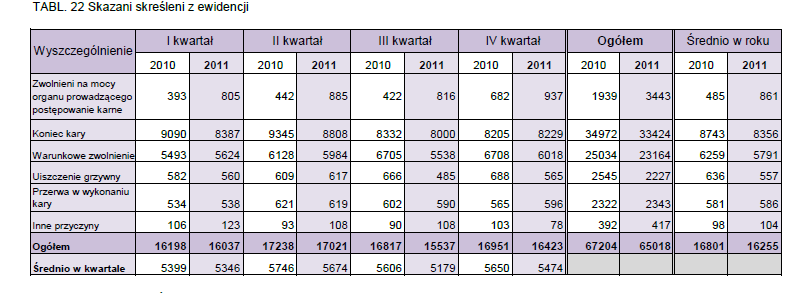 TABL. 22 Skazani skreśleni z ewidencji
Wyszczególnienie I kwartał II kwartał III kwartał IV kwartał Ogółem Średnio w roku
2010 2011 2010 2011 2010 2011 2010 2011 2010 2011 2010 2011
Zwolnieni na mocy
organu prowadzącego
postępowanie karne
393 805 442 885 422 816 682 937 1939 3443 485 861
Koniec kary 9090 8387 9345 8808 8332 8000 8205 8229 34972 33424 8743 8356
Warunkowe zwolnienie 5493 5624 6128 5984 6705 5538 6708 6018 25034 23164 6259 5791
Uiszczenie grzywny 582 560 609 617 666 485 688 565 2545 2227 636 557
Przerwa w wykonaniu
kary
534 538 621 619 602 590 565 596 2322 2343 581 586
Inne przyczyny 106 123 93 108 90 108 103 78 392 417 98 104
Ogółem 16198 16037 17238 17021 16817 15537 16951 16423 67204 65018 16801 16255
Średnio w kwartale 5399 5346 5746 5674 5606 5179 5650 5474